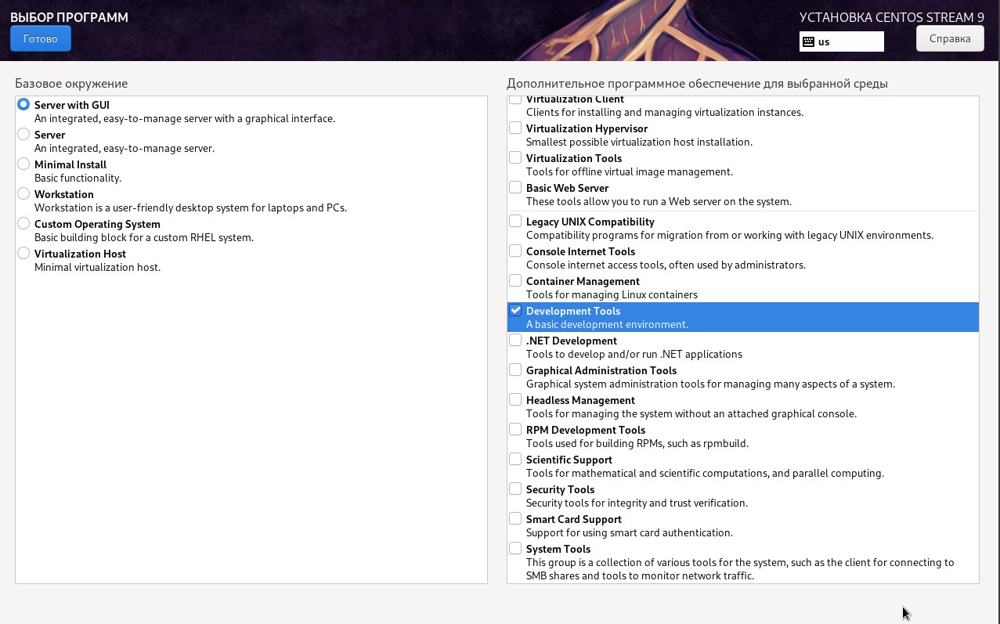 ВЫБОР ПРОГРАММ
Готово
УСТАНОВКА CENTOS STREAM 9
us
Справка
Базовое окружение
Server with GUI
An integrated, easy-to-manage server with a graphical interface.
Server
An integrated, easy-to-manage server.
Minimal Install
Basic functionality.
Workstation
Workstation is a user-friendly desktop system for laptops and PCs.
Custom Operating System
Basic building block for a custom RHEL system.
Virtualization Host
Minimal virtualization host.
Дополнительное программное обеспечение для выбранной среды
Virtualization Client
Clients for installing and managing virtualization instances.
Virtualization Hypervisor
Smallest possible virtualization host installation.
Virtualization Tools
Tools for offline virtual image management.
Basic Web Server
These tools allow you to run a Web server on the system.
Legacy UNIX Compatibility
Compatibility programs for migration from or working with legacy UNIX environments.
Console Internet Tools
Console internet access tools, often used by administrators.
Container Management
Tools for managing Linux containers
Development Tools
A basic development environment.
.NET Development
Tools to develop and/or run .NET applications
Graphical Administration Tools
Graphical system administration tools for managing many aspects of a system.
Headless Management
Tools for managing the system without an attached graphical console.
RPM Development Tools
Tools used for building RPMs, such as rpmbuild.
Scientific Support
Tools for mathematical and scientific computations, and parallel computing.
Security Tools
Security tools for integrity and trust verification.
Smart Card Support
Support for using smart card authentication.
System Tools
This group is a collection of various tools for the system, such as the client for connecting to
SMB shares and tools to monitor network traffic.